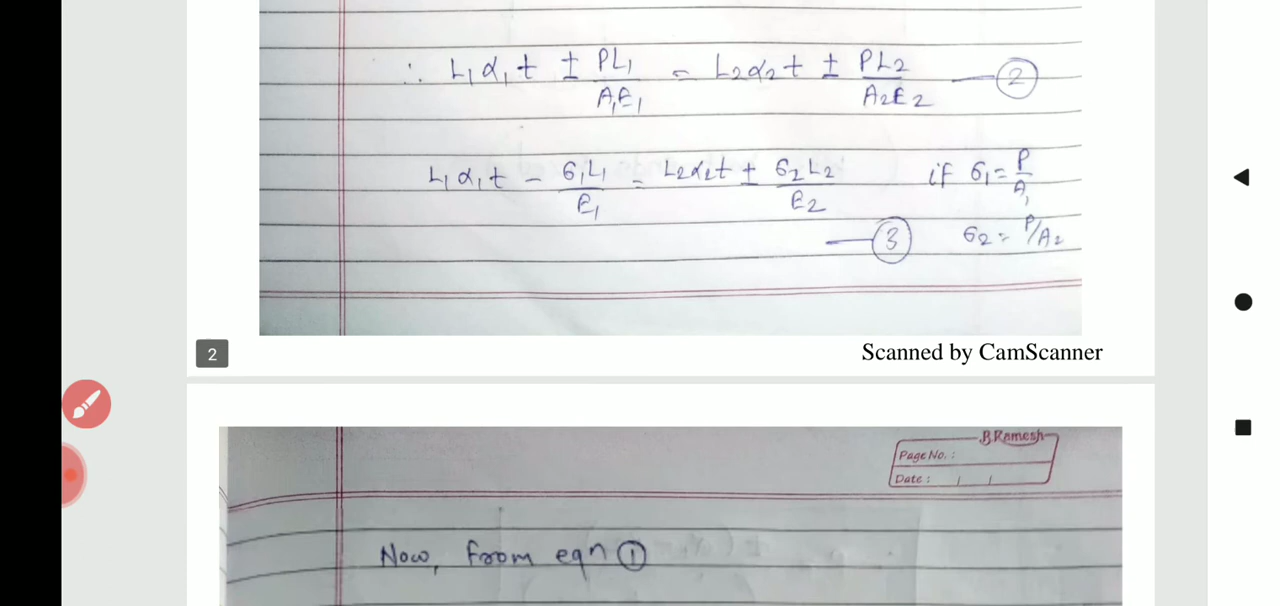 ∴ L₁α₁t ± PL₁/A₁E₁ = L₂α₂t ± PL₂/A₂E₂ — ②
L₁α₁t - σ₁L₁/E₁ = L₂α₂t ± σ₂L₂/E₂ if σ₁ = P/A₁
— ③ σ₂ = P/A₂
2
Scanned by CamScanner
B.Ramesh
Page No. :
Date : / /
Now, from eqn ①